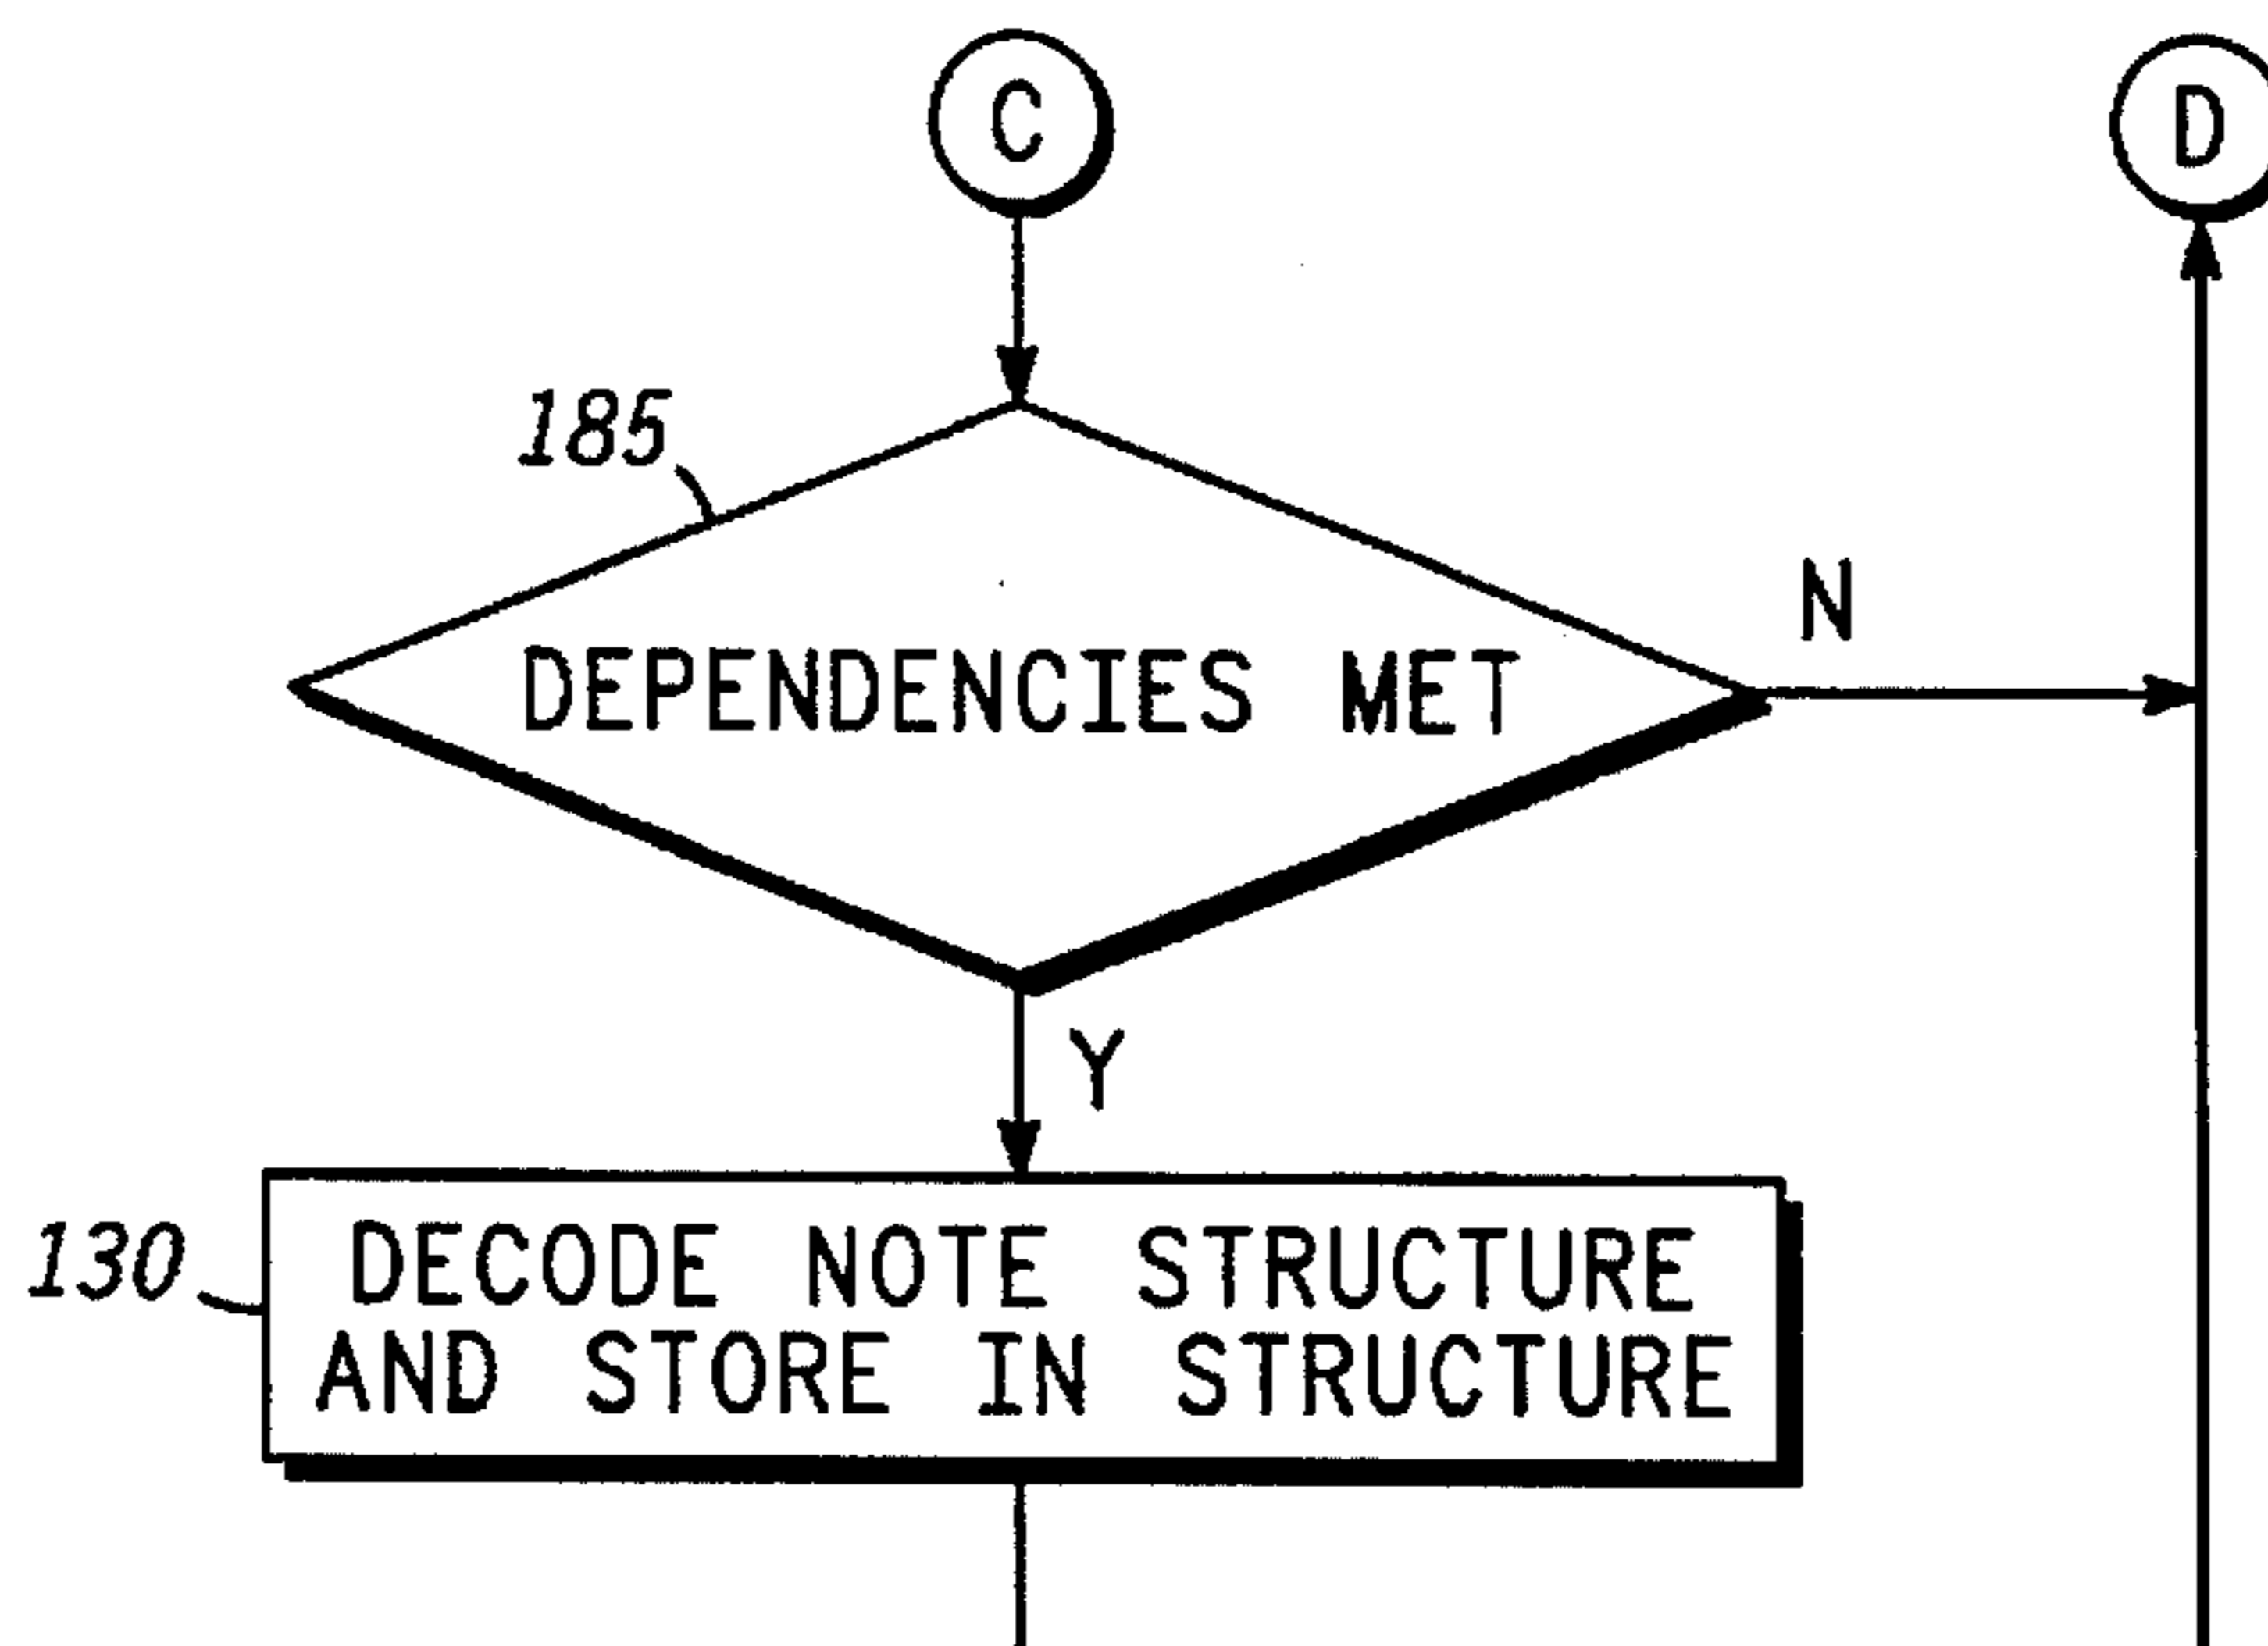 C
D
185
N
DEPENDENCIES MET
Y
130
DECODE NOTE STRUCTURE
AND STORE IN STRUCTURE